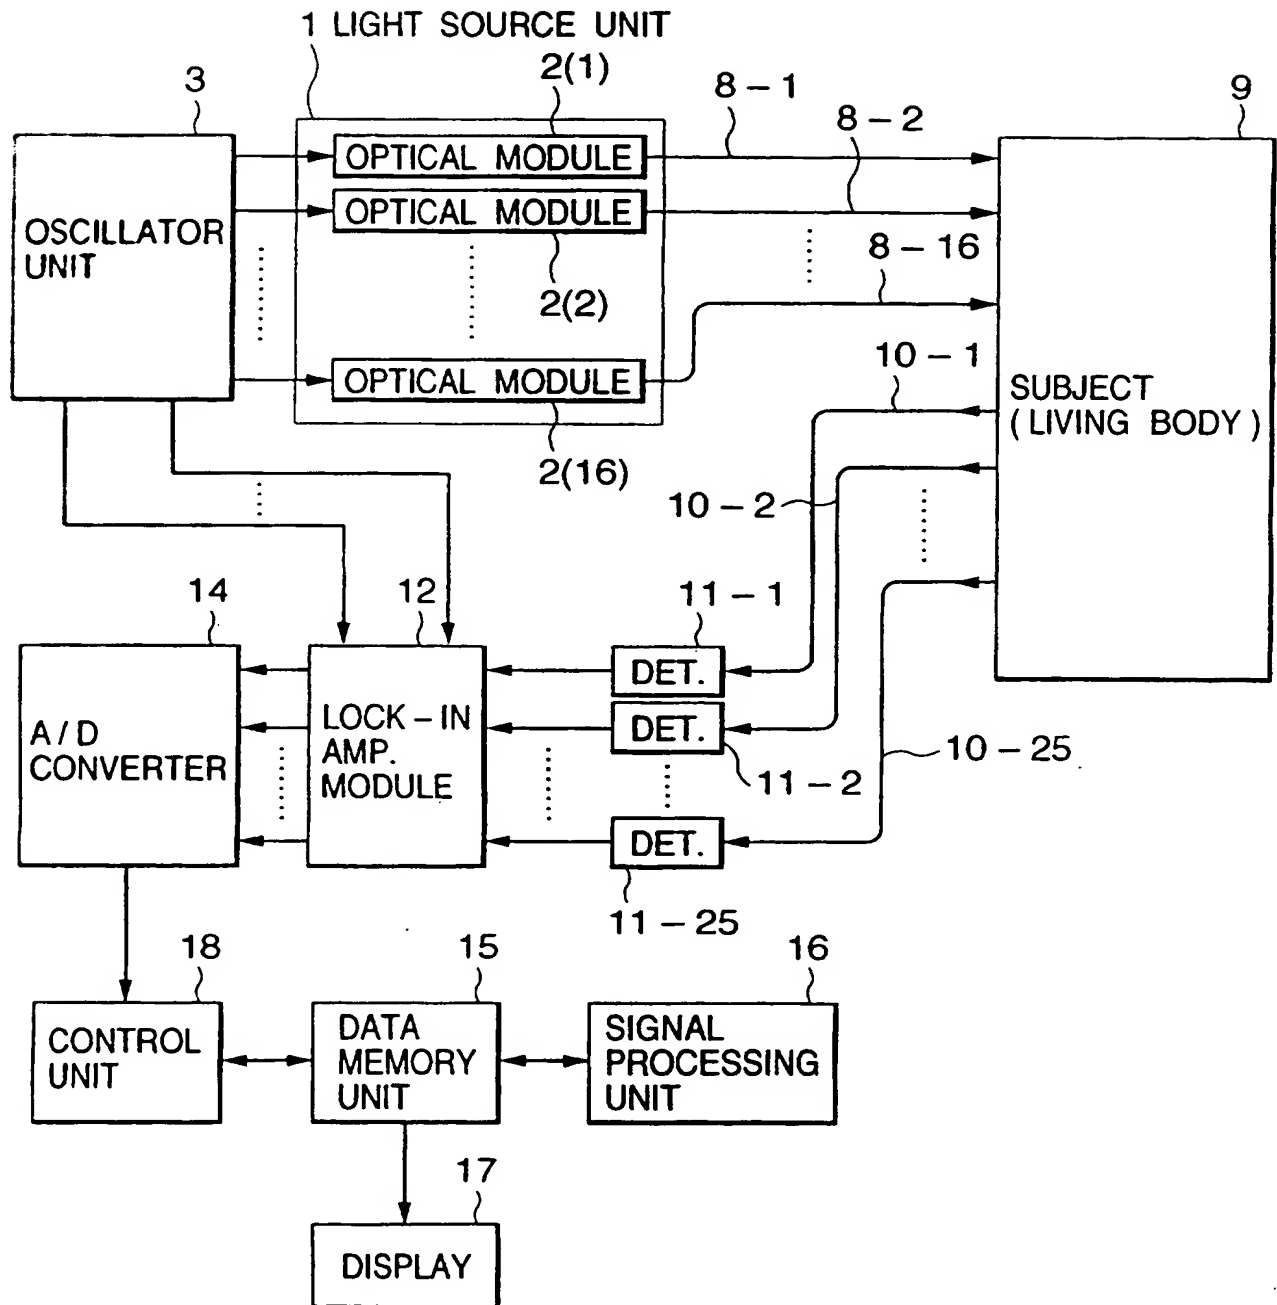 1 LIGHT SOURCE UNIT
2(1)
3
8-1
8-2
9
OPTICAL MODULE
OPTICAL MODULE
OSCILLATOR
UNIT
2(2)
8-16
OPTICAL MODULE
10-1
SUBJECT
(LIVING BODY)
2(16)
10-2
14
12
11-1
DET.
LOCK-IN
AMP.
MODULE
A/D
CONVERTER
DET.
11-2
10-25
DET.
11-25
18
15
16
CONTROL
UNIT
DATA
MEMORY
UNIT
SIGNAL
PROCESSING
UNIT
17
DISPLAY